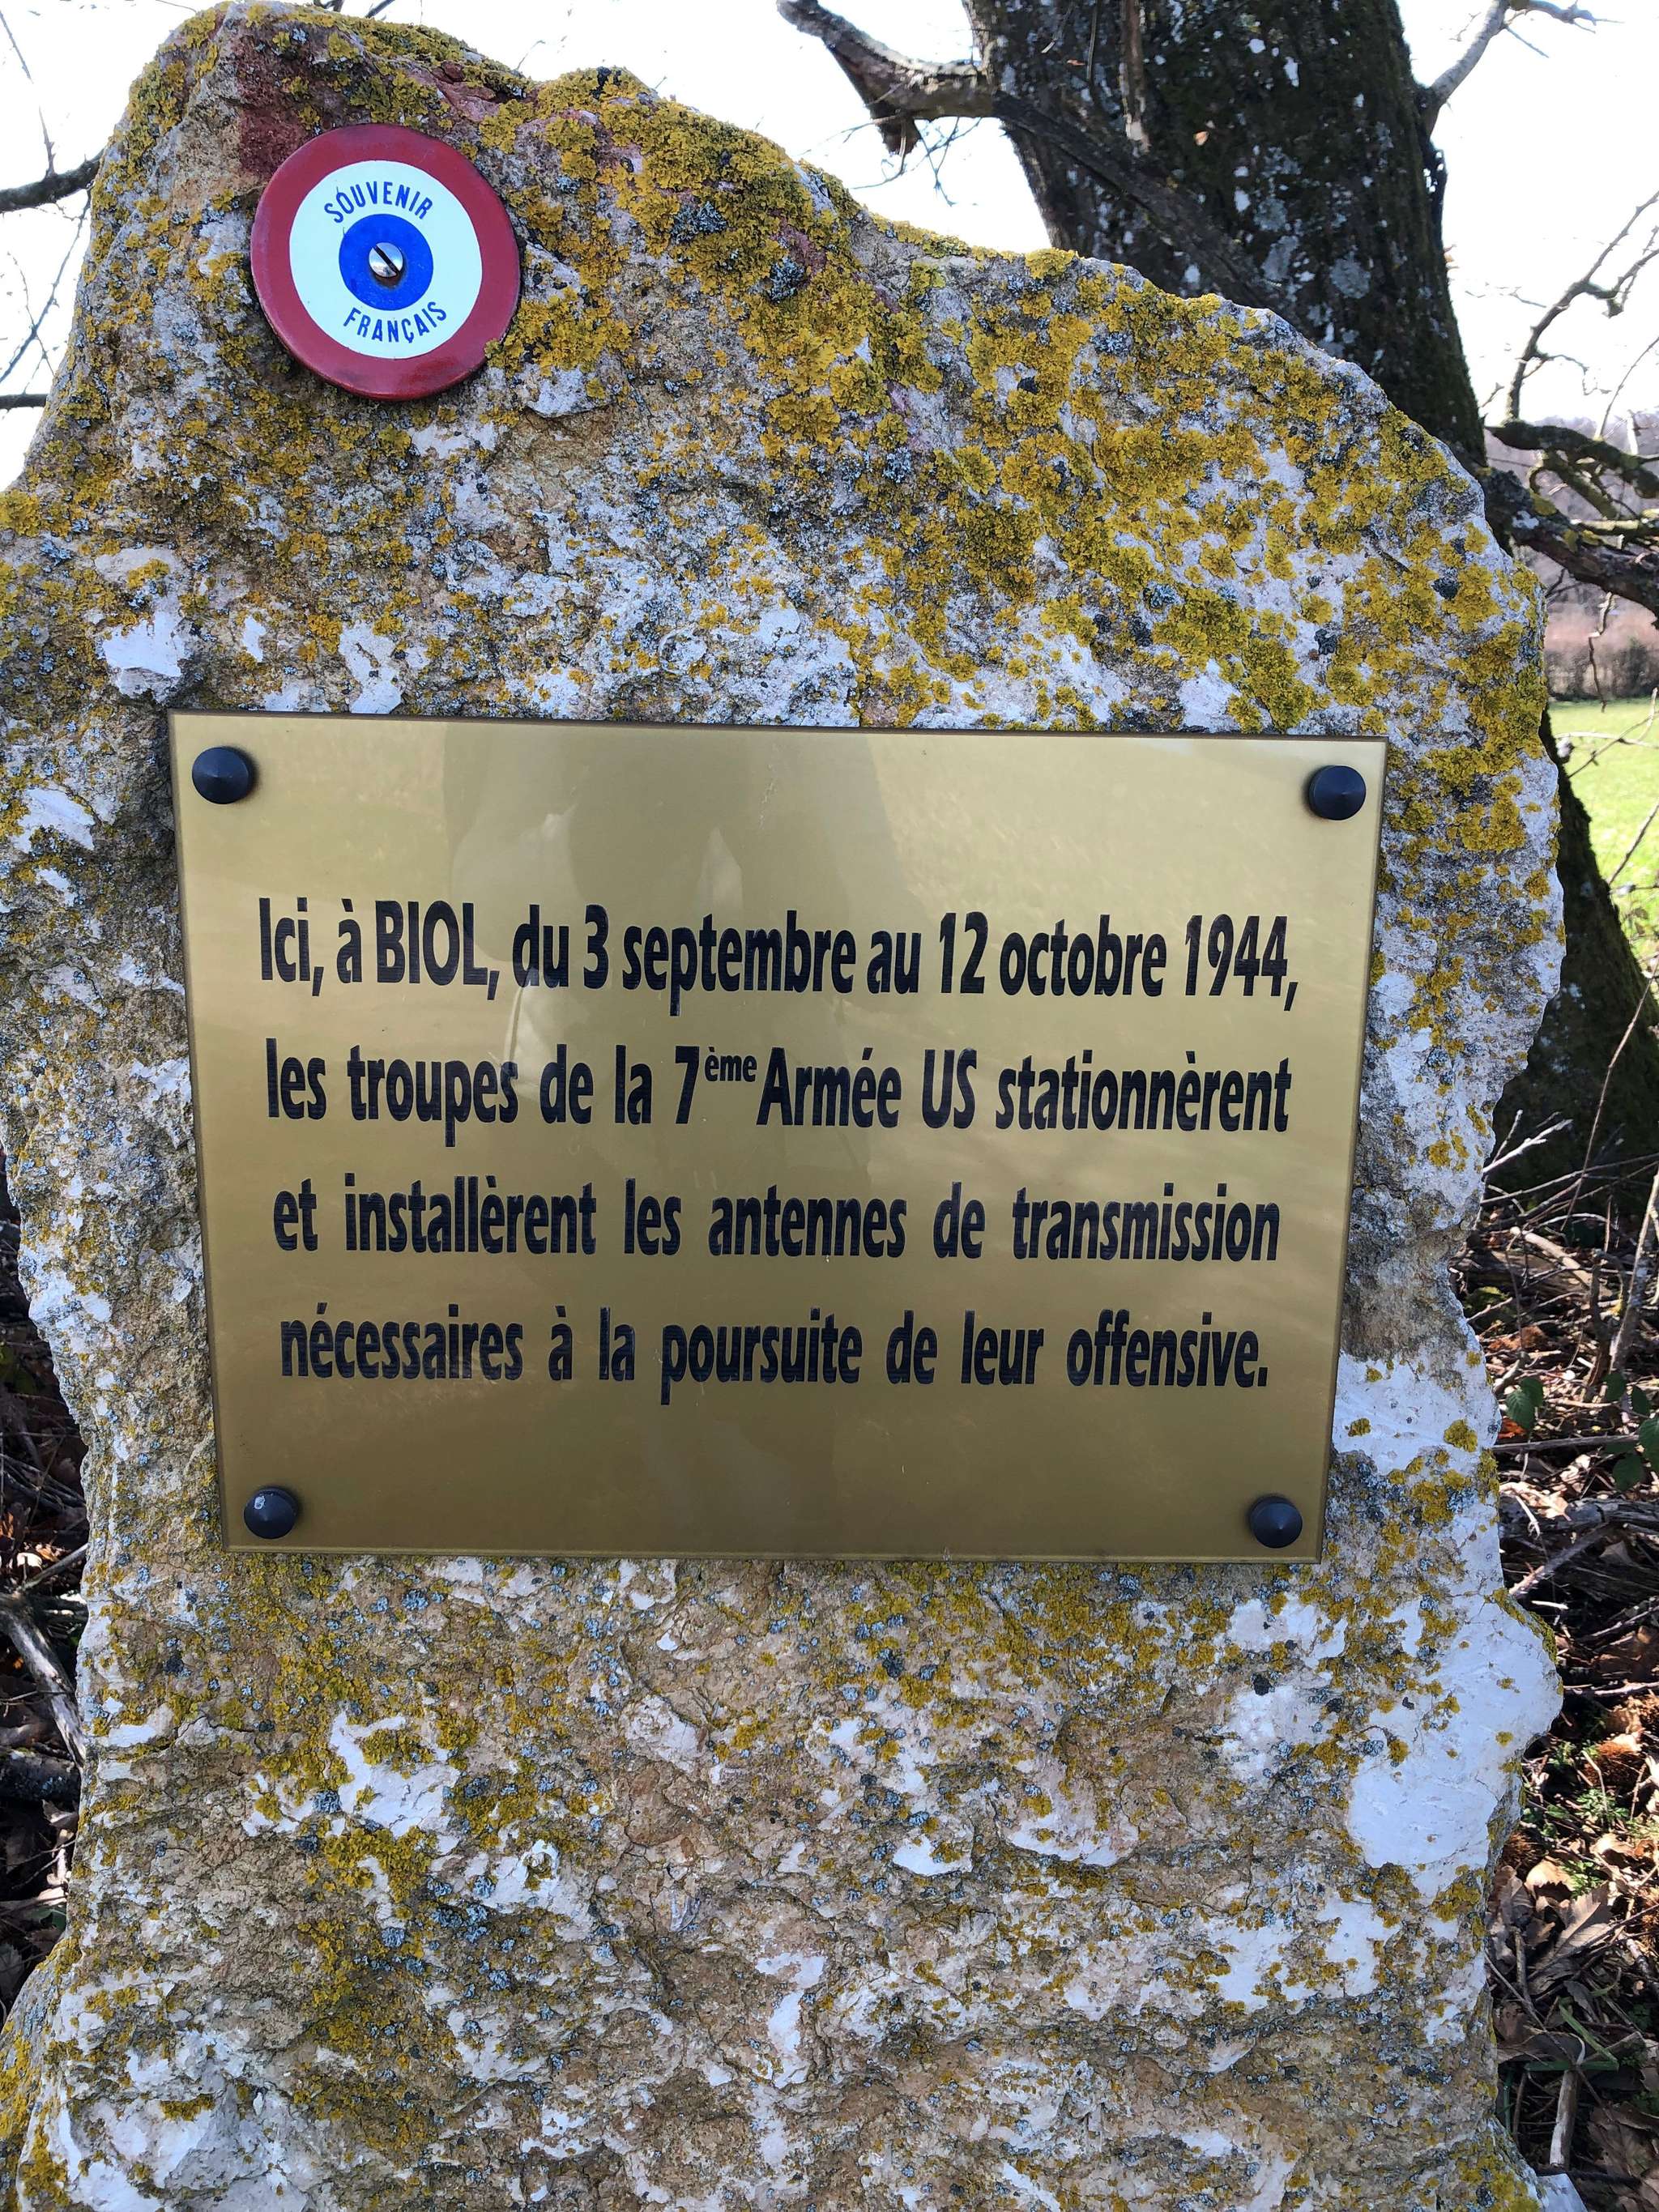 SOUVENIR
FRANÇAIS
Ici, à BIOL, du 3 septembre au 12 octobre 1944,
les troupes de la 7ème Armée US stationnèrent
et installèrent les antennes de transmission
nécessaires à la poursuite de leur offensive.